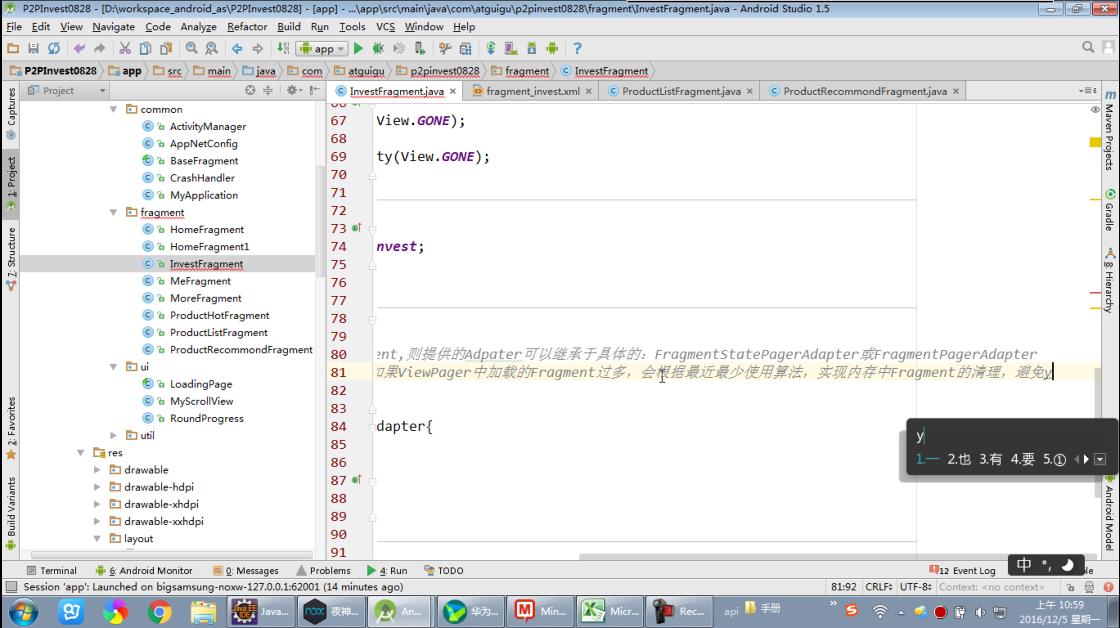 P2PInvest0828 - [D:\workspace_android_as\P2PInvest0828] - [app] - ...\app\src\main\java\com\atguigu\p2pinvest0828\fragment\InvestFragment.java - Android Studio 1.5
File Edit View Navigate Code Analyze Refactor Build Run Tools VCS Window Help
app
P2PInvest0828 app src main java com atguigu p2pinvest0828 fragment InvestFragment
Project
InvestFragment.java fragment_invest.xml ProductListFragment.java ProductRecommondFragment.java
Captures
1: Project
7: Structure
2: Favorites
Build Variants
common
ActivityManager
AppNetConfig
BaseFragment
CrashHandler
MyApplication
fragment
HomeFragment
HomeFragment1
InvestFragment
MeFragment
MoreFragment
ProductHotFragment
ProductListFragment
ProductRecommondFragment
ui
LoadingPage
MyScrollView
RoundProgress
util
res
drawable
drawable-hdpi
drawable-xhdpi
drawable-xxhdpi
layout
67 View.GONE);
68
69 ty(View.GONE);
70
71
72
73
74 nvest;
75
76
77
78
79
80 ent,则提供的Adpater可以继承于具体的：FragmentStatePagerAdapter或FragmentPagerAdapter
81 如果ViewPager中加载的Fragment过多，会根据最近最少使用算法，实现内存中Fragment的清理，避免y
82
83
84 dapter{
85
86
87
88
89
90
91
y
1.一 2.也 3.有 4.要 5.①
Maven Projects
Gradle
Hierarchy
Android Model
Terminal 6: Android Monitor 0: Messages Problems 4: Run TODO
12 Event Log
中
Session 'app': Launched on bigsamsung-noxw-127.0.0.1:62001 (14 minutes ago)
81:92 CRLF÷ UTF-8÷ Context: <no context>
Java... 夜神... An... 华为... Min... Micr... Rec... api 手册
上午 10:59
2016/12/5 星期一